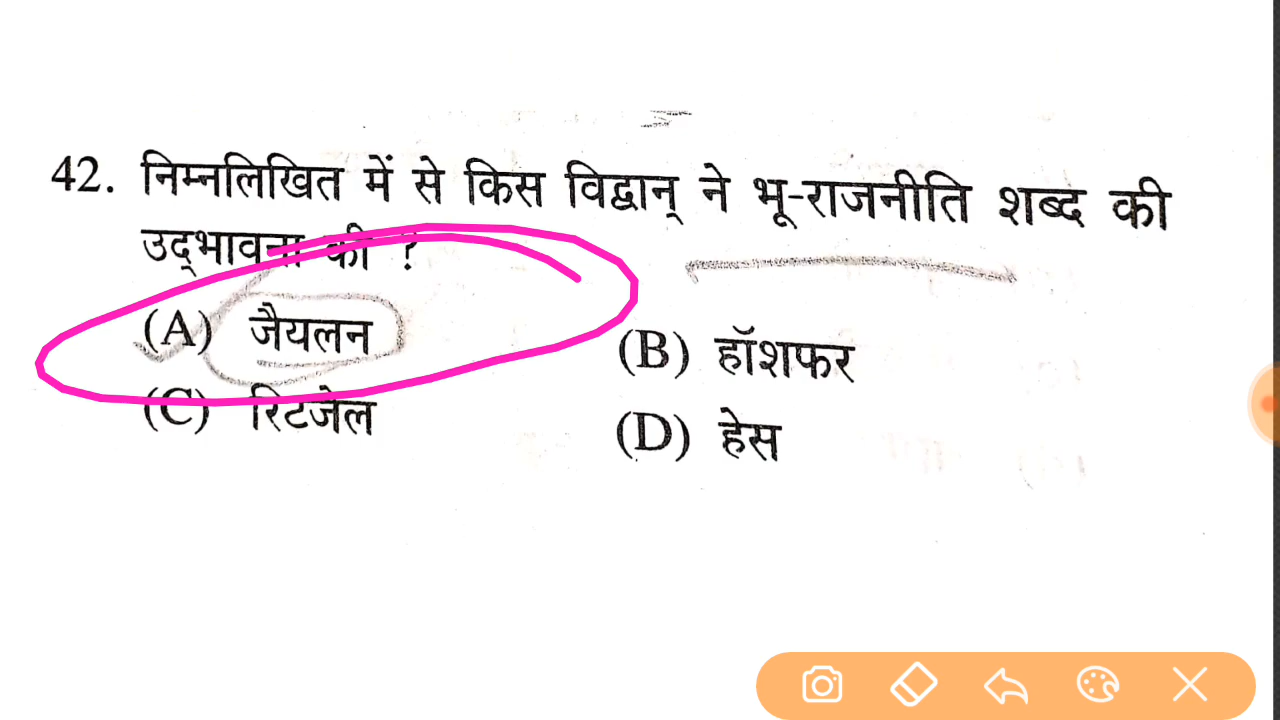 42. निम्नलिखित में से किस विद्वान् ने भू-राजनीति शब्द की
उद्‌भावना की ?
(A) जैयलन
(B) हॉशफर
(C) रिटजेल
(D) हेस